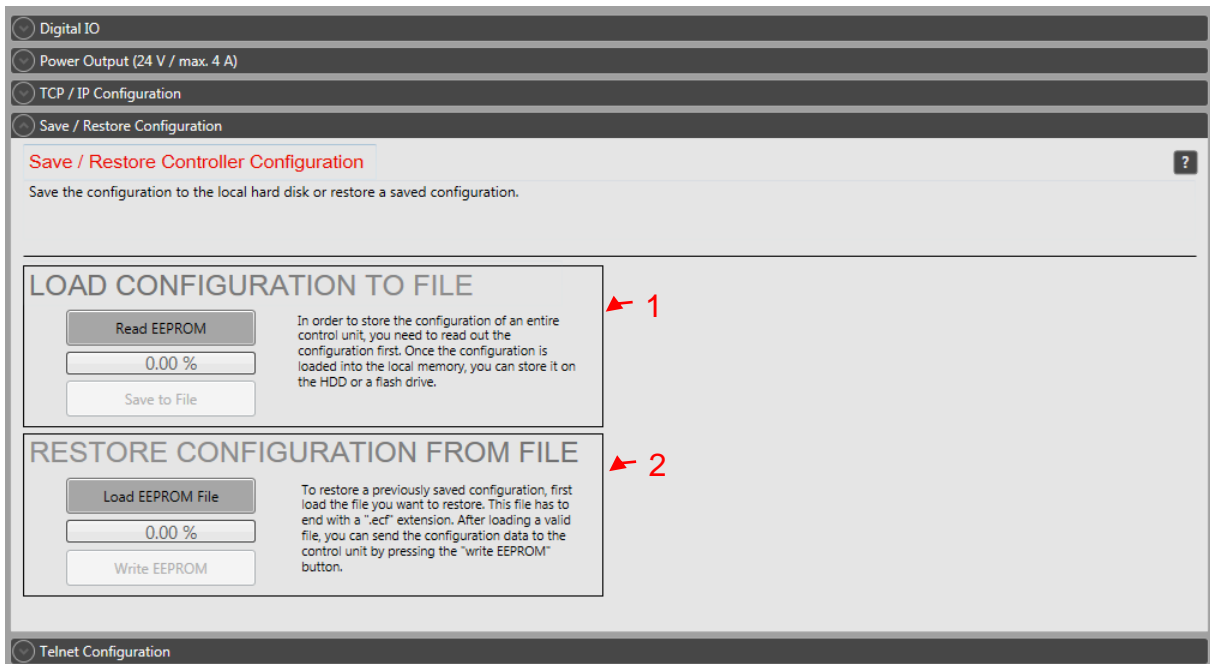 Digital IO
Power Output (24 V / max. 4 A)
TCP / IP Configuration
Save / Restore Configuration
Save / Restore Controller Configuration
?
Save the configuration to the local hard disk or restore a saved configuration.
LOAD CONFIGURATION TO FILE
1
Read EEPROM
0.00 %
Save to File
In order to store the configuration of an entire
control unit, you need to read out the
configuration first. Once the configuration is
loaded into the local memory, you can store it on
the HDD or a flash drive.
RESTORE CONFIGURATION FROM FILE
2
Load EEPROM File
0.00 %
Write EEPROM
To restore a previously saved configuration, first
load the file you want to restore. This file has to
end with a ".ecf" extension. After loading a valid
file, you can send the configuration data to the
control unit by pressing the "write EEPROM"
button.
Telnet Configuration